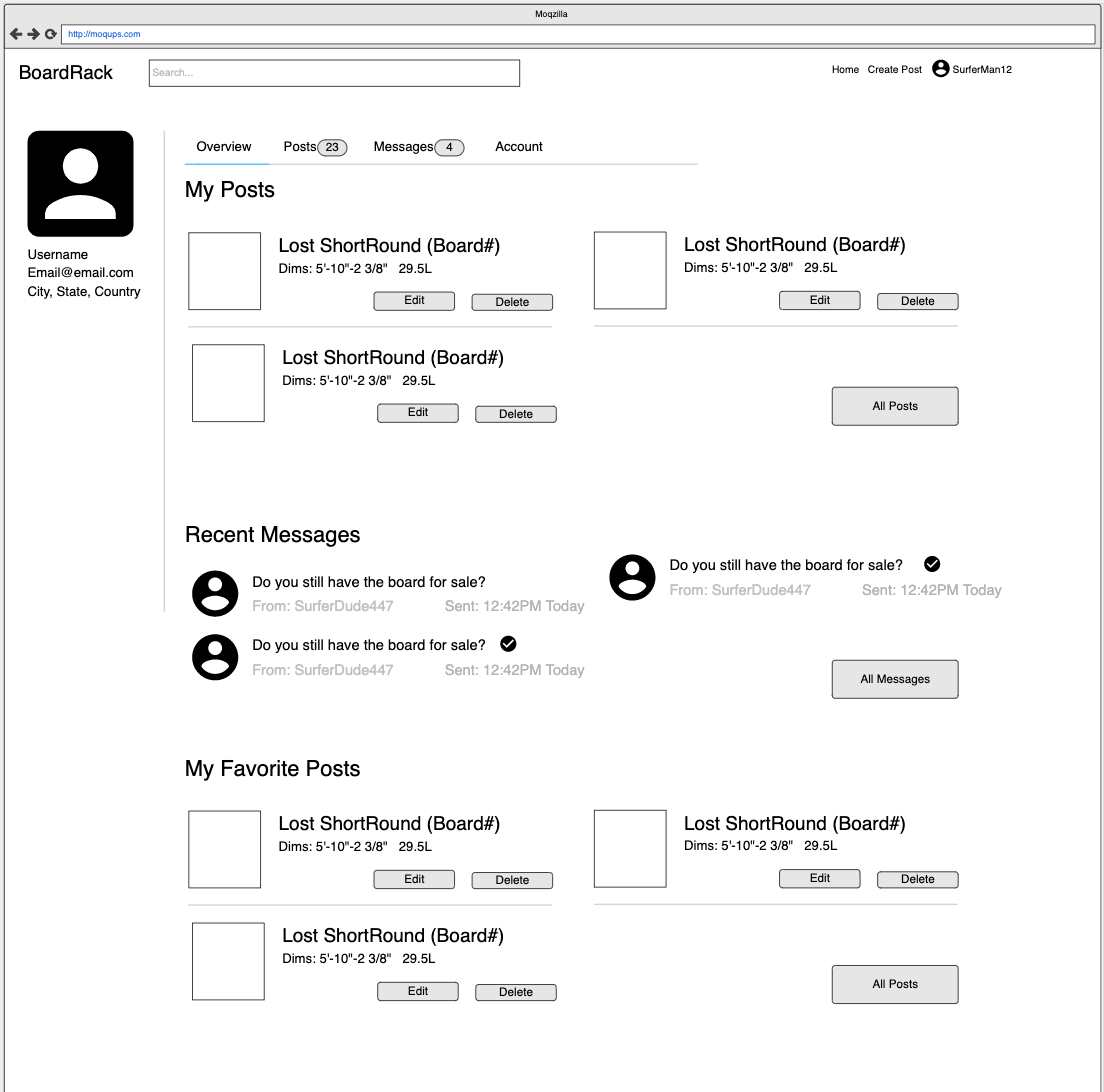 Moqzilla
http://moqups.com
BoardRack
Search...
Home Create Post SurferMan12
Overview Posts 23 Messages 4 Account
Username
Email@email.com
City, State, Country
My Posts
Lost ShortRound (Board#)
Dims: 5'-10"-2 3/8" 29.5L
Edit Delete
Lost ShortRound (Board#)
Dims: 5'-10"-2 3/8" 29.5L
Edit Delete
Lost ShortRound (Board#)
Dims: 5'-10"-2 3/8" 29.5L
Edit Delete
All Posts
Recent Messages
Do you still have the board for sale?
From: SurferDude447 Sent: 12:42PM Today
Do you still have the board for sale?
From: SurferDude447 Sent: 12:42PM Today
Do you still have the board for sale?
From: SurferDude447 Sent: 12:42PM Today
All Messages
My Favorite Posts
Lost ShortRound (Board#)
Dims: 5'-10"-2 3/8" 29.5L
Edit Delete
Lost ShortRound (Board#)
Dims: 5'-10"-2 3/8" 29.5L
Edit Delete
Lost ShortRound (Board#)
Dims: 5'-10"-2 3/8" 29.5L
Edit Delete
All Posts